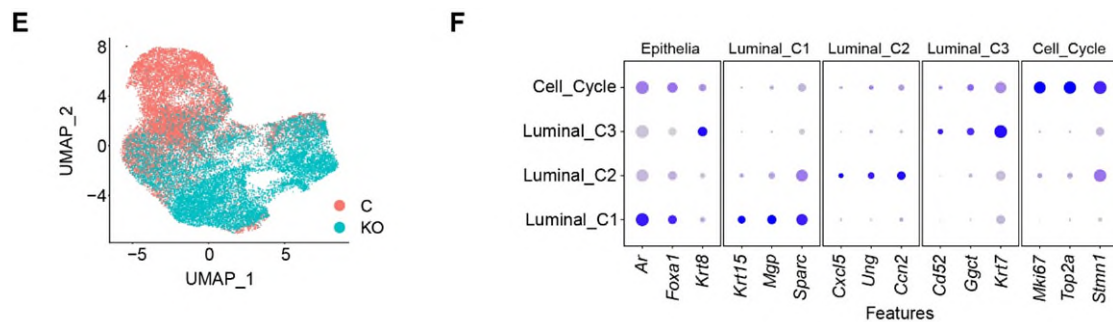 E
UMAP_2
8
4
0
−4
−5
0
5
UMAP_1
C
KO
F
Epithelia
Luminal_C1
Luminal_C2
Luminal_C3
Cell_Cycle
Cell_Cycle
Luminal_C3
Luminal_C2
Luminal_C1
Ar
Foxa1
Krt8
Krt15
Mgp
Sparc
Cxcl5
Ung
Ccn2
Cd52
Ggct
Krt7
Mki67
Top2a
Stmn1
Features